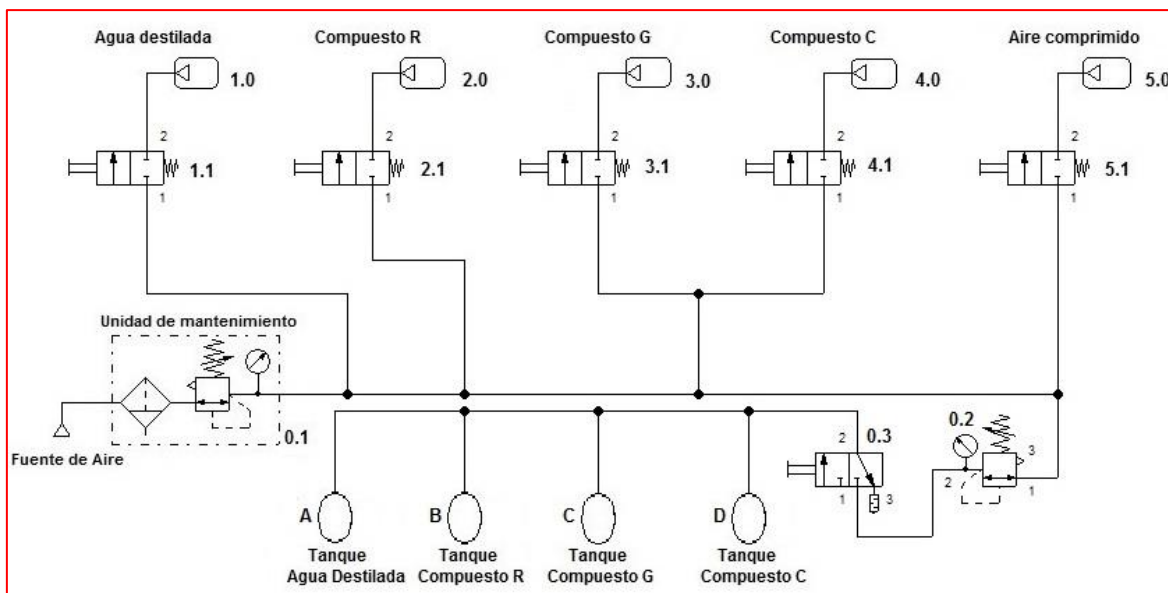 Agua destilada
Compuesto R
Compuesto G
Compuesto C
Aire comprimido
1.0
2.0
3.0
4.0
5.0
2
2
2
2
2
1.1
2.1
3.1
4.1
5.1
1
1
1
1
1
Unidad de mantenimiento
0.1
Fuente de Aire
2
0.3
1
3
0.2
3
2
1
A
B
C
D
Tanque
Agua Destilada
Tanque
Compuesto R
Tanque
Compuesto G
Tanque
Compuesto C